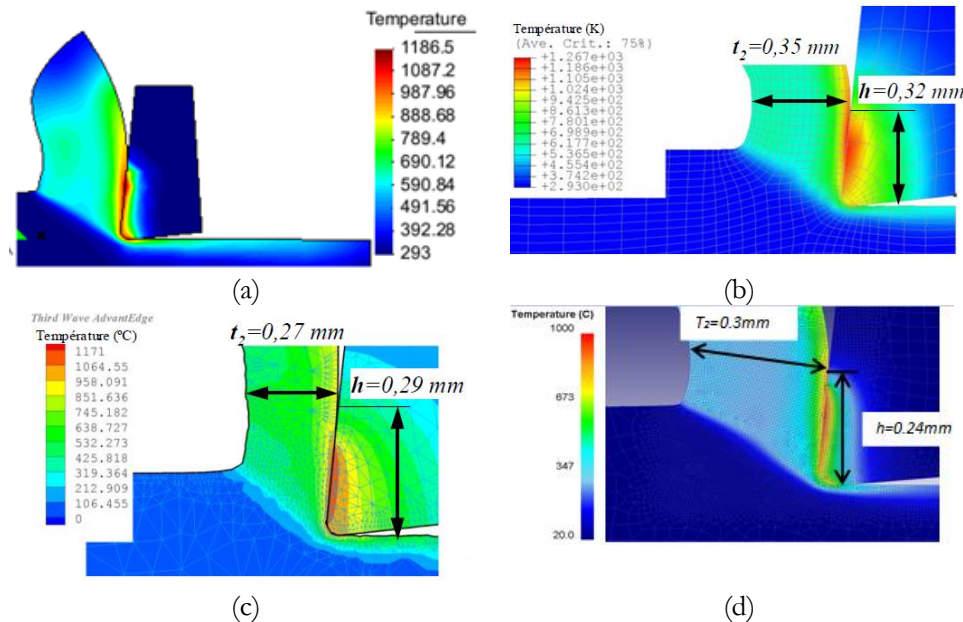 Temperature
1186.5
1087.2
987.96
888.68
789.4
690.12
590.84
491.56
392.28
293
(a)
Température (K)
(Ave. Crit.: 75%)
+1.267e+03
+1.186e+03
+1.105e+03
+1.024e+03
+9.425e+02
+8.613e+02
+7.801e+02
+6.989e+02
+6.177e+02
+5.365e+02
+4.554e+02
+3.742e+02
+2.930e+02
t2=0,35 mm
h=0,32 mm
(b)
Third Wave AdvantEdge
Température (ºC)
1171
1064.55
958.091
851.636
745.182
638.727
532.273
425.818
319.364
212.909
106.455
0
t2=0,27 mm
h=0,29 mm
(c)
Temperature (C)
1000
673
347
20.0
T2=0.3mm
h=0.24mm
(d)